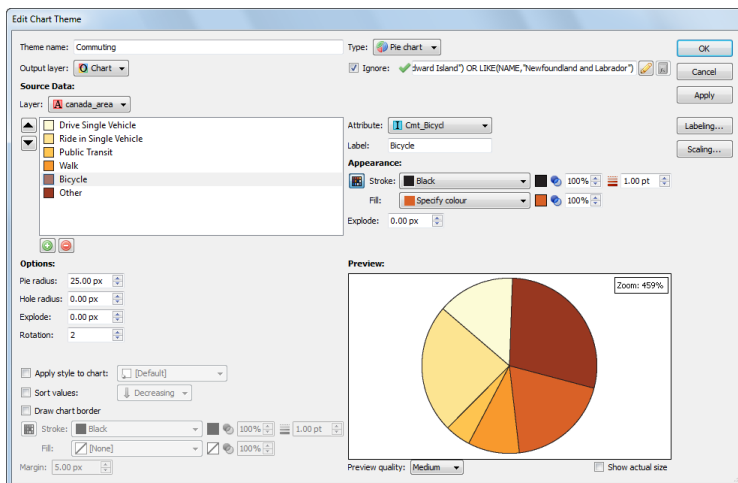 Edit Chart Theme
Theme name: Commuting
Type: Pie chart
OK
Output layer: Chart
Ignore: dward Island") OR LIKE(NAME,"Newfoundland and Labrador")
Cancel
Source Data:
Apply
Layer: canada_area
Drive Single Vehicle
Ride in Single Vehicle
Public Transit
Walk
Bicycle
Other
Attribute: Cmt_Bicycl
Labeling...
Label: Bicycle
Scaling...
Appearance:
Stroke: Black 100% 1.00 pt
Fill: Specify colour 100%
Explode: 0.00 px
Options:
Pie radius: 25.00 px
Hole radius: 0.00 px
Explode: 0.00 px
Rotation: 2
Preview:
Zoom: 459%
Apply style to chart: [Default]
Sort values: Decreasing
Draw chart border
Stroke: Black 100% 1.00 pt
Fill: [None] 100%
Margin: 5.00 px
Preview quality: Medium
Show actual size